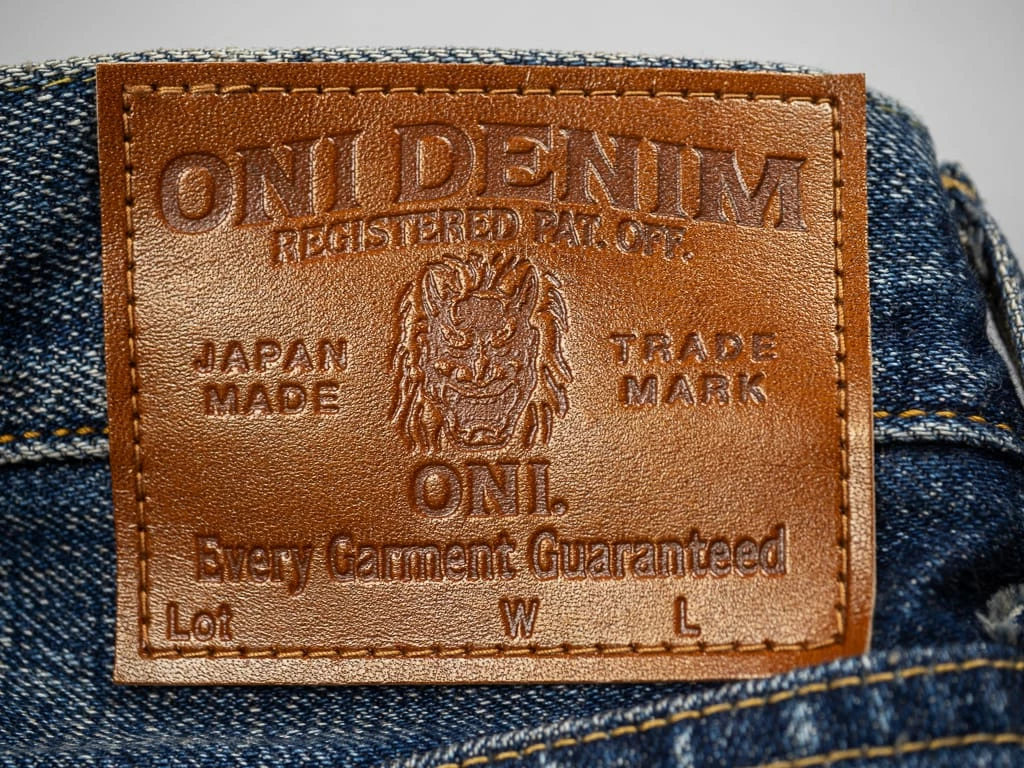 ONI DENIM
REGISTERED PAT. OFF.
JAPAN MADE
TRADE MARK
ONI.
Every Garment Guaranteed
Lot W L